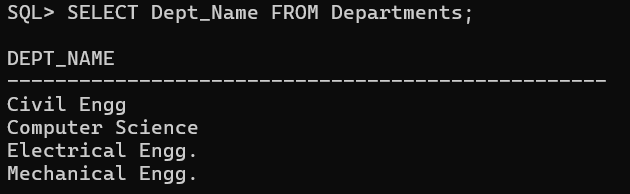 SQL> SELECT Dept_Name FROM Departments;
DEPT_NAME
--------------------------------------------------
Civil Engg
Computer Science
Electrical Engg.
Mechanical Engg.